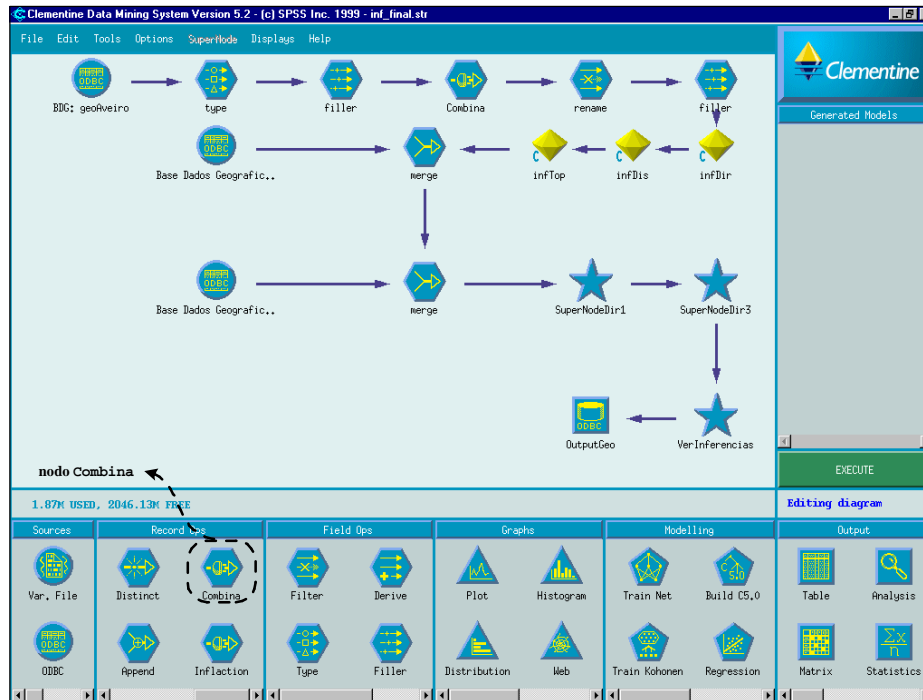 Clementine Data Mining System Version 5.2 - (c) SPSS Inc. 1999 - inf_final.str
File Edit Tools Options SuperNode Displays Help
Clementine
BDG: geoAveiro type filler Combina rename filler
Generated Models
Base Dados Geografic.. merge infTop infDis infDir
Base Dados Geografic.. merge SuperNodeDir1 SuperNodeDir3
OutputGeo VerInferencias
nodo Combina
EXECUTE
1.87M USED, 2046.13M FREE
Editing diagram
Sources Record Ops Field Ops Graphs Modelling Output
Var. File Distinct Combina Filter Derive Plot Histogram Train Net Build C5.0 Table Analysis
ODBC Append Inflaction Type Filler Distribution Web Train Kohonen Regression Matrix Statistics